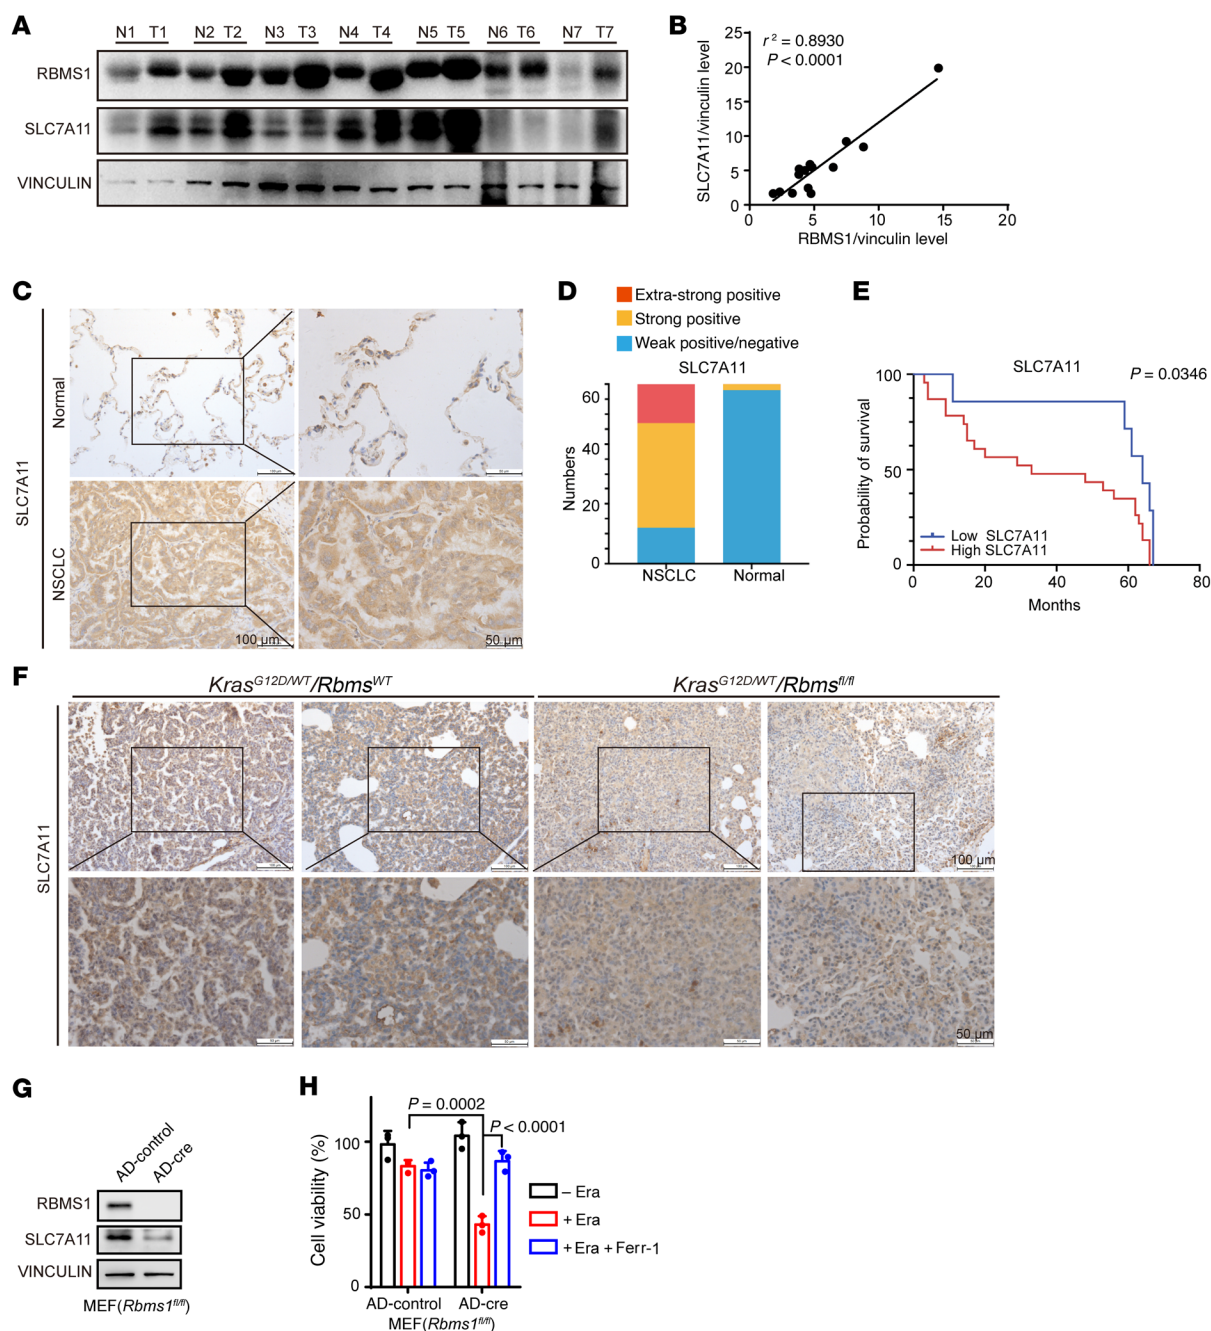 A
N1 T1 N2 T2 N3 T3 N4 T4 N5 T5 N6 T6 N7 T7
RBMS1
SLC7A11
VINCULIN
B
r² = 0.8930
P < 0.0001
SLC7A11/vinculin level
25
20
15
10
5
0
0 5 10 15 20
RBMS1/vinculin level
C
SLC7A11
Normal
NSCLC
100 µm
50 µm
100 µm
50 µm
D
Extra-strong positive
Strong positive
Weak positive/negative
SLC7A11
Numbers
60
40
20
0
NSCLC Normal
E
SLC7A11
P = 0.0346
Probability of survival
100
50
0
Low SLC7A11
High SLC7A11
0 20 40 60 80
Months
F
Kras^G12D/WT/Rbms^WT
Kras^G12D/WT/Rbms^fl/fl
SLC7A11
100 µm
50 µm
G
AD-control
AD-cre
RBMS1
SLC7A11
VINCULIN
MEF(Rbms1^fl/fl)
H
P = 0.0002
P < 0.0001
Cell viability (%)
100
50
0
– Era
+ Era
+ Era + Ferr-1
AD-control AD-cre
MEF(Rbms1^fl/fl)